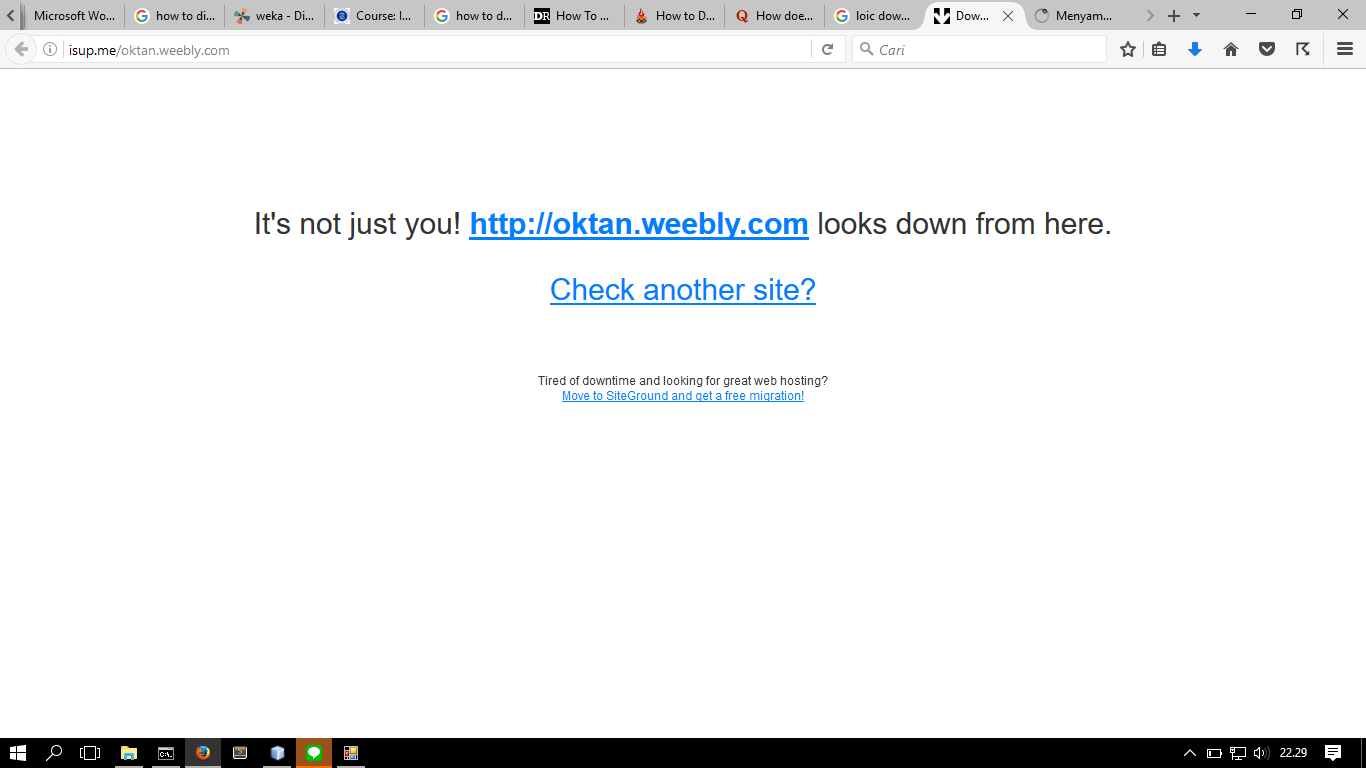 Microsoft Wo...
how to di...
weka - Di...
Course: I...
how to d...
DR
How To ...
How to D...
Q
How doe...
loic dow...
Dow...
Menyam...
isup.me/oktan.weebly.com
Cari
It's not just you! http://oktan.weebly.com looks down from here.
Check another site?
Tired of downtime and looking for great web hosting?
Move to SiteGround and get a free migration!
C:\.
22.29